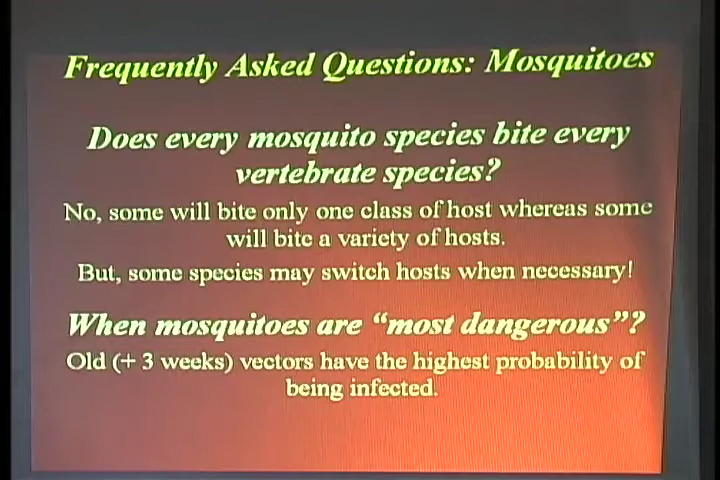 Frequently Asked Questions: Mosquitoes
Does every mosquito species bite every
vertebrate species?
No, some will bite only one class of host whereas some
will bite a variety of hosts.
But, some species may switch hosts when necessary!
When mosquitoes are “most dangerous”?
Old (+ 3 weeks) vectors have the highest probability of
being infected.